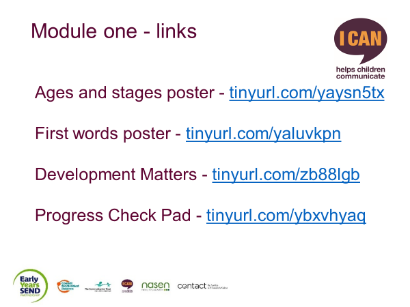 Module one - links
I CAN
helps children
communicate
Ages and stages poster - tinyurl.com/yaysn5tx
First words poster - tinyurl.com/yaluvkpn
Development Matters - tinyurl.com/zb88lgb
Progress Check Pad - tinyurl.com/ybxvhyaq
Early
Years
SEND
nasen
contact